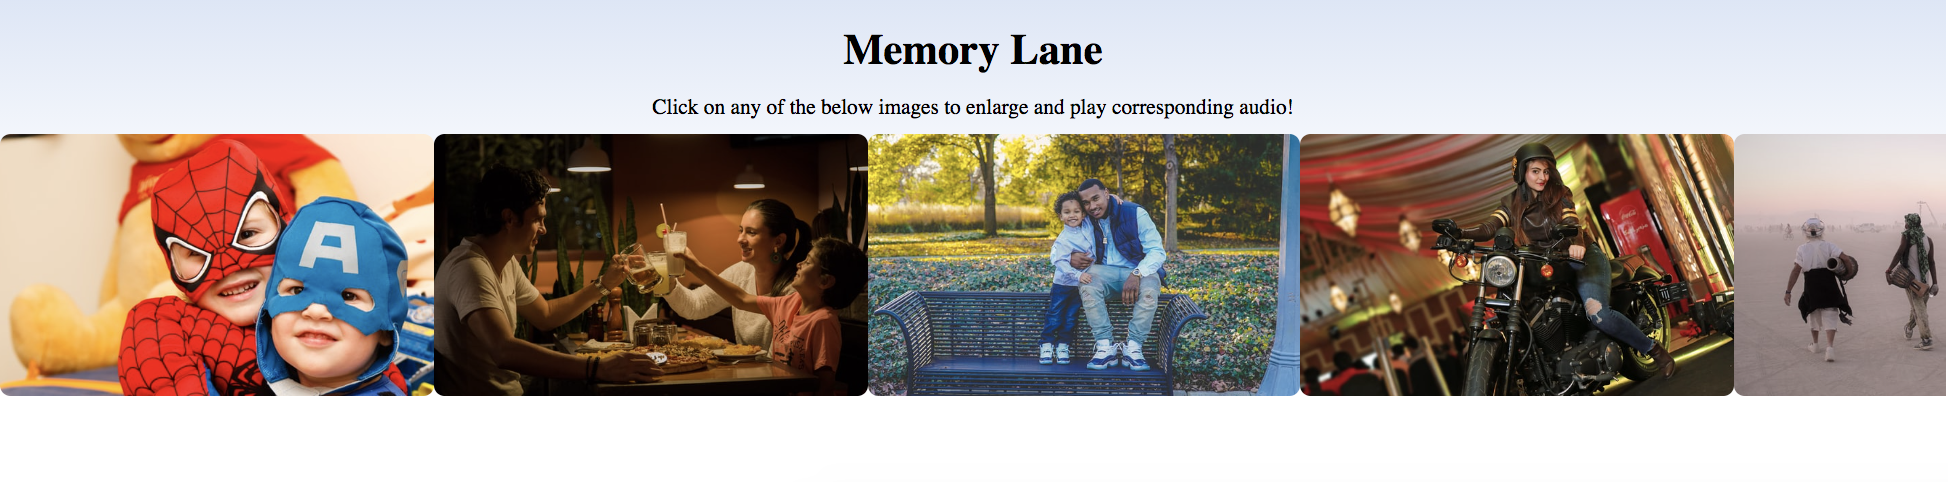 Memory Lane
Click on any of the below images to enlarge and play corresponding audio!
A